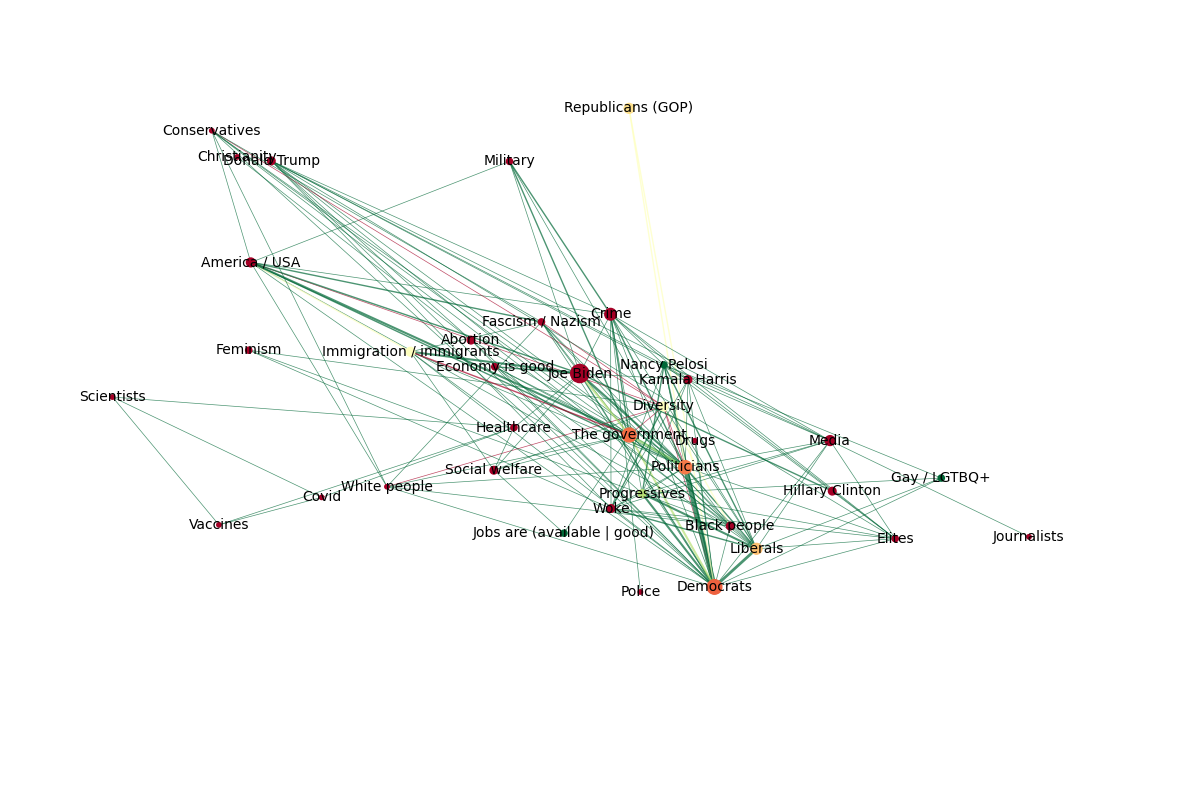 Republicans (GOP)
Conservatives
Christianity
Donald Trump
Military
America / USA
Crime
Fascism / Nazism
Abortion
Feminism
Immigration / immigrants
Economy is good
Nancy Pelosi
Joe Biden
Kamala Harris
Scientists
Diversity
Healthcare
The government
Drugs
Media
Politicians
Social welfare
Gay / LGTBQ+
White people
Hillary Clinton
Progressives
Covid
Woke
Vaccines
Black people
Jobs are (available | good)
Journalists
Elites
Liberals
Democrats
Police